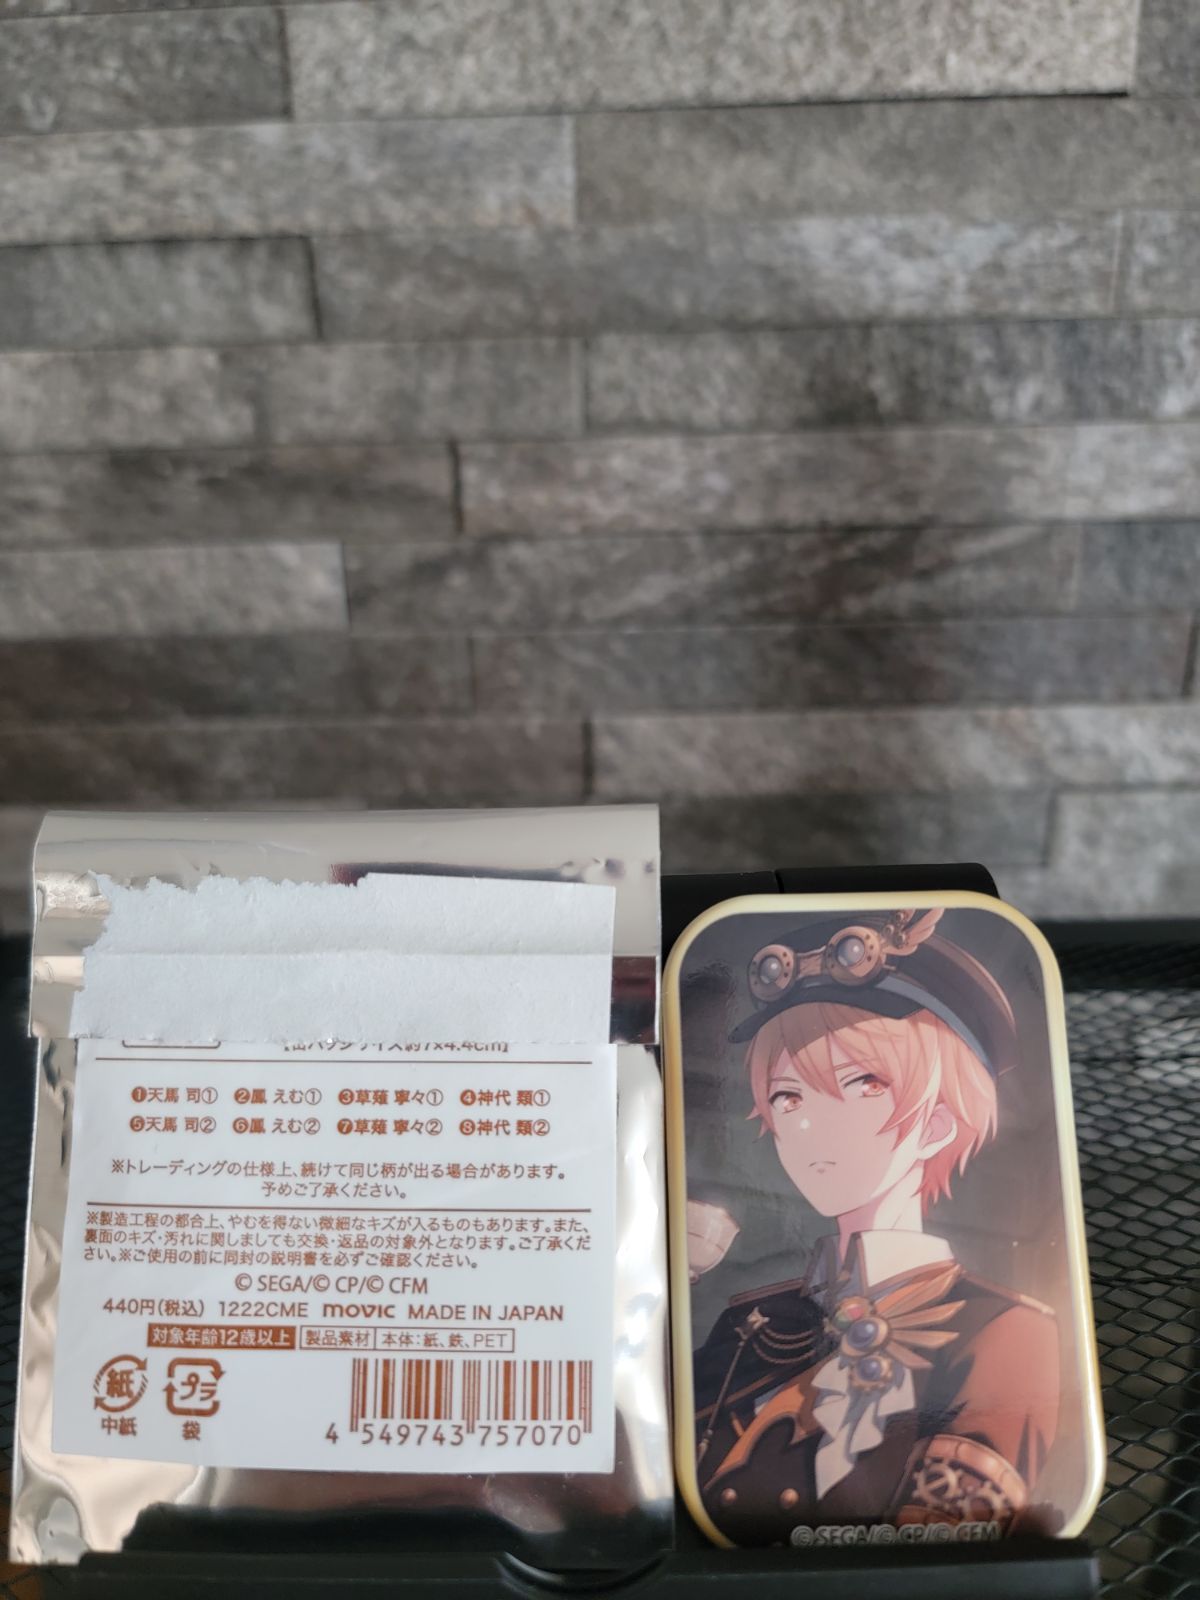 【缶バッジサイズ約7×4.4cm】
❶天馬 司① ❷鳳 えむ① ❸草薙 寧々① ❹神代 類①
❺天馬 司② ❻鳳 えむ② ❼草薙 寧々② ❽神代 類②
※トレーディングの仕様上、続けて同じ柄が出る場合があります。
予めご了承ください。
※製造工程の都合上、やむを得ない微細なキズが入るものもあります。また、
裏面のキズ・汚れに関しましても交換・返品の対象外となります。ご了承くだ
さい。※ご使用の前に同封の説明書を必ずご確認ください。
© SEGA/© CP/© CFM
440円(税込) 1222CME movic MADE IN JAPAN
対象年齢12歳以上 製品素材 本体:紙、鉄、PET
紙 プラ
中紙 袋
4 549743 757070
© SEGA/© CP/© CFM